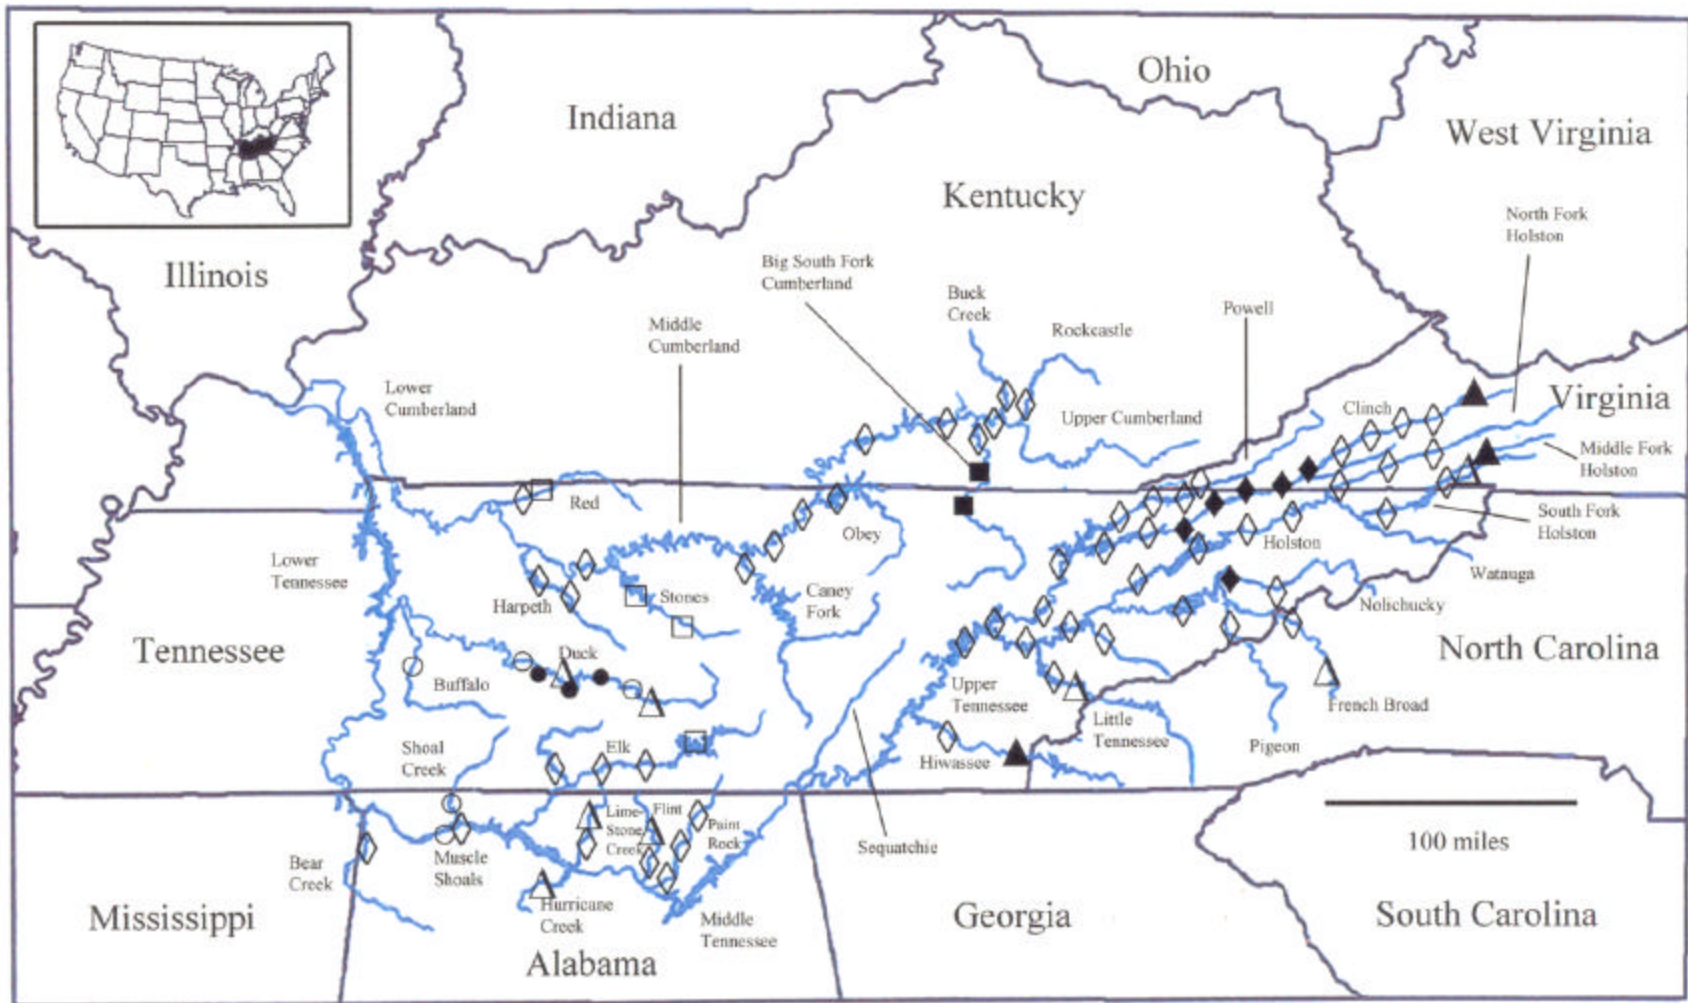 Ohio
Indiana
West Virginia
Kentucky
North Fork
Holston
Illinois
Big South Fork
Cumberland
Buck
Creek
Powell
Rockcastle
Middle
Cumberland
Lower
Cumberland
Clinch
Virginia
Upper Cumberland
Middle Fork
Holston
Red
South Fork
Holston
Obey
Holston
Lower
Tennessee
Watauga
Harpeth
Stones
Caney
Fork
Nolichucky
Tennessee
Duck
North Carolina
Buffalo
Upper
Tennessee
French Broad
Little
Tennessee
Shoal
Creek
Elk
Hiwassee
Pigeon
Lime-
Stone
Creek
Flint
Paint
Rock
100 miles
Sequatchie
Bear
Creek
Muscle
Shoals
Hurricane
Creek
Middle
Tennessee
Mississippi
Georgia
South Carolina
Alabama